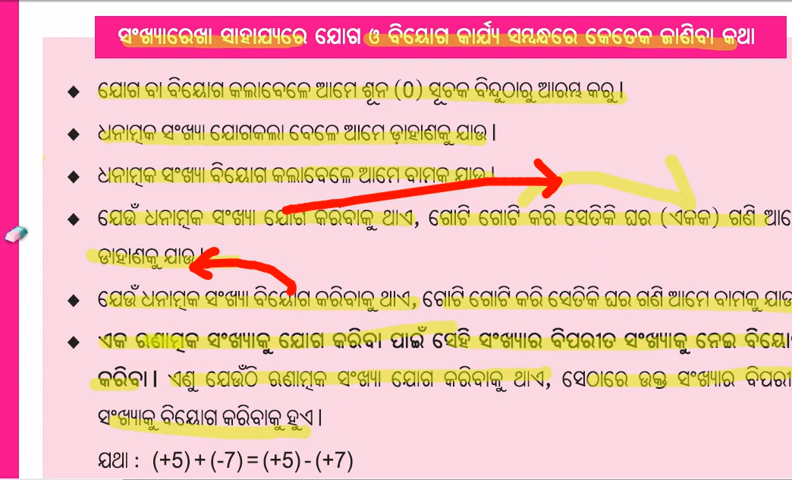 ସଂଖ୍ୟାରେଖା ସାହାଯ୍ୟରେ ଯୋଗ ଓ ବିୟୋଗ କାର୍ଯ୍ୟ ସମ୍ବନ୍ଧରେ କେତେକ ଜାଣିବା କଥା
◆ ଯୋଗ ବା ବିୟୋଗ କଲାବେଳେ ଆମେ ଶୂନ (0) ସୂଚକ ବିନ୍ଦୁଠାରୁ ଆରମ୍ଭ କରୁ।
◆ ଧନାତ୍ମକ ସଂଖ୍ୟା ଯୋଗକଲା ବେଳେ ଆମେ ଡ଼ାହାଣକୁ ଯାଉ।
◆ ଧନାତ୍ମକ ସଂଖ୍ୟା ବିୟୋଗ କଲାବେଳେ ଆମେ ବାମକୁ ଯାଉ।
◆ ଯେଉଁ ଧନାତ୍ମକ ସଂଖ୍ୟା ଯୋଗ କରିବାକୁ ଥାଏ, ଗୋଟି ଗୋଟି କରି ସେତିକି ଘର (ଏକକ) ଗଣି ଆମେ
ଡାହାଣକୁ ଯାଉ।
◆ ଯେଉଁ ଧନାତ୍ମକ ସଂଖ୍ୟା ବିୟୋଗ କରିବାକୁ ଥାଏ, ଗୋଟି ଗୋଟି କରି ସେତିକି ଘର ଗଣି ଆମେ ବାମକୁ ଯାଉ
◆ ଏକ ଋଣାତ୍ମକ ସଂଖ୍ୟାକୁ ଯୋଗ କରିବା ପାଇଁ ସେହି ସଂଖ୍ୟାର ବିପରୀତ ସଂଖ୍ୟାକୁ ନେଇ ବିୟୋ
କରିବା। ଏଣୁ ଯେଉଁଠି ଋଣାତ୍ମକ ସଂଖ୍ୟା ଯୋଗ କରିବାକୁ ଥାଏ, ସେଠାରେ ଉକ୍ତ ସଂଖ୍ୟାର ବିପରୀ
ସଂଖ୍ୟାକୁ ବିୟୋଗ କରିବାକୁ ହୁଏ।
ଯଥା : (+5) + (-7) = (+5) - (+7)